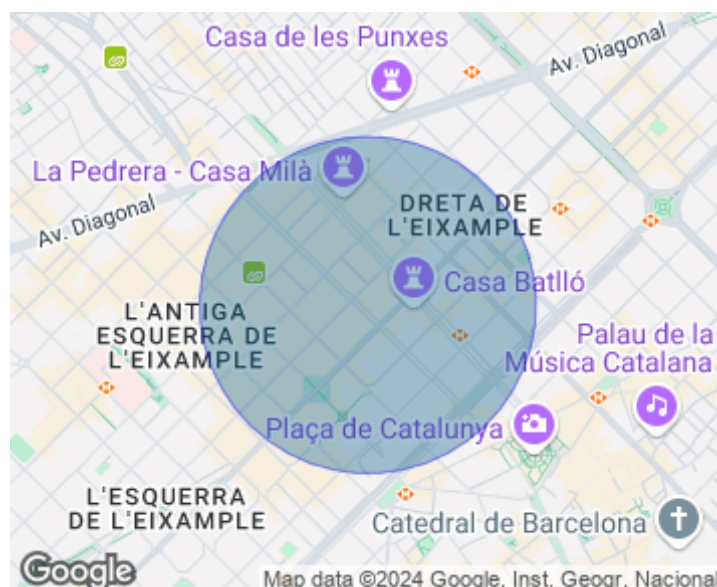 Casa de les Punxes
Av. Diagonal
La Pedrera - Casa Milà
DRETA DE
L'EIXAMPLE
Av. Diagonal
Casa Batlló
L'ANTIGA
ESQUERRA DE
L'EIXAMPLE
Palau de la
Música Catalana
Plaça de Catalunya
L'ESQUERRA
DE L'EIXAMPLE
Catedral de Barcelona
Google
Map data ©2024 Google, Inst. Geogr. Nacional